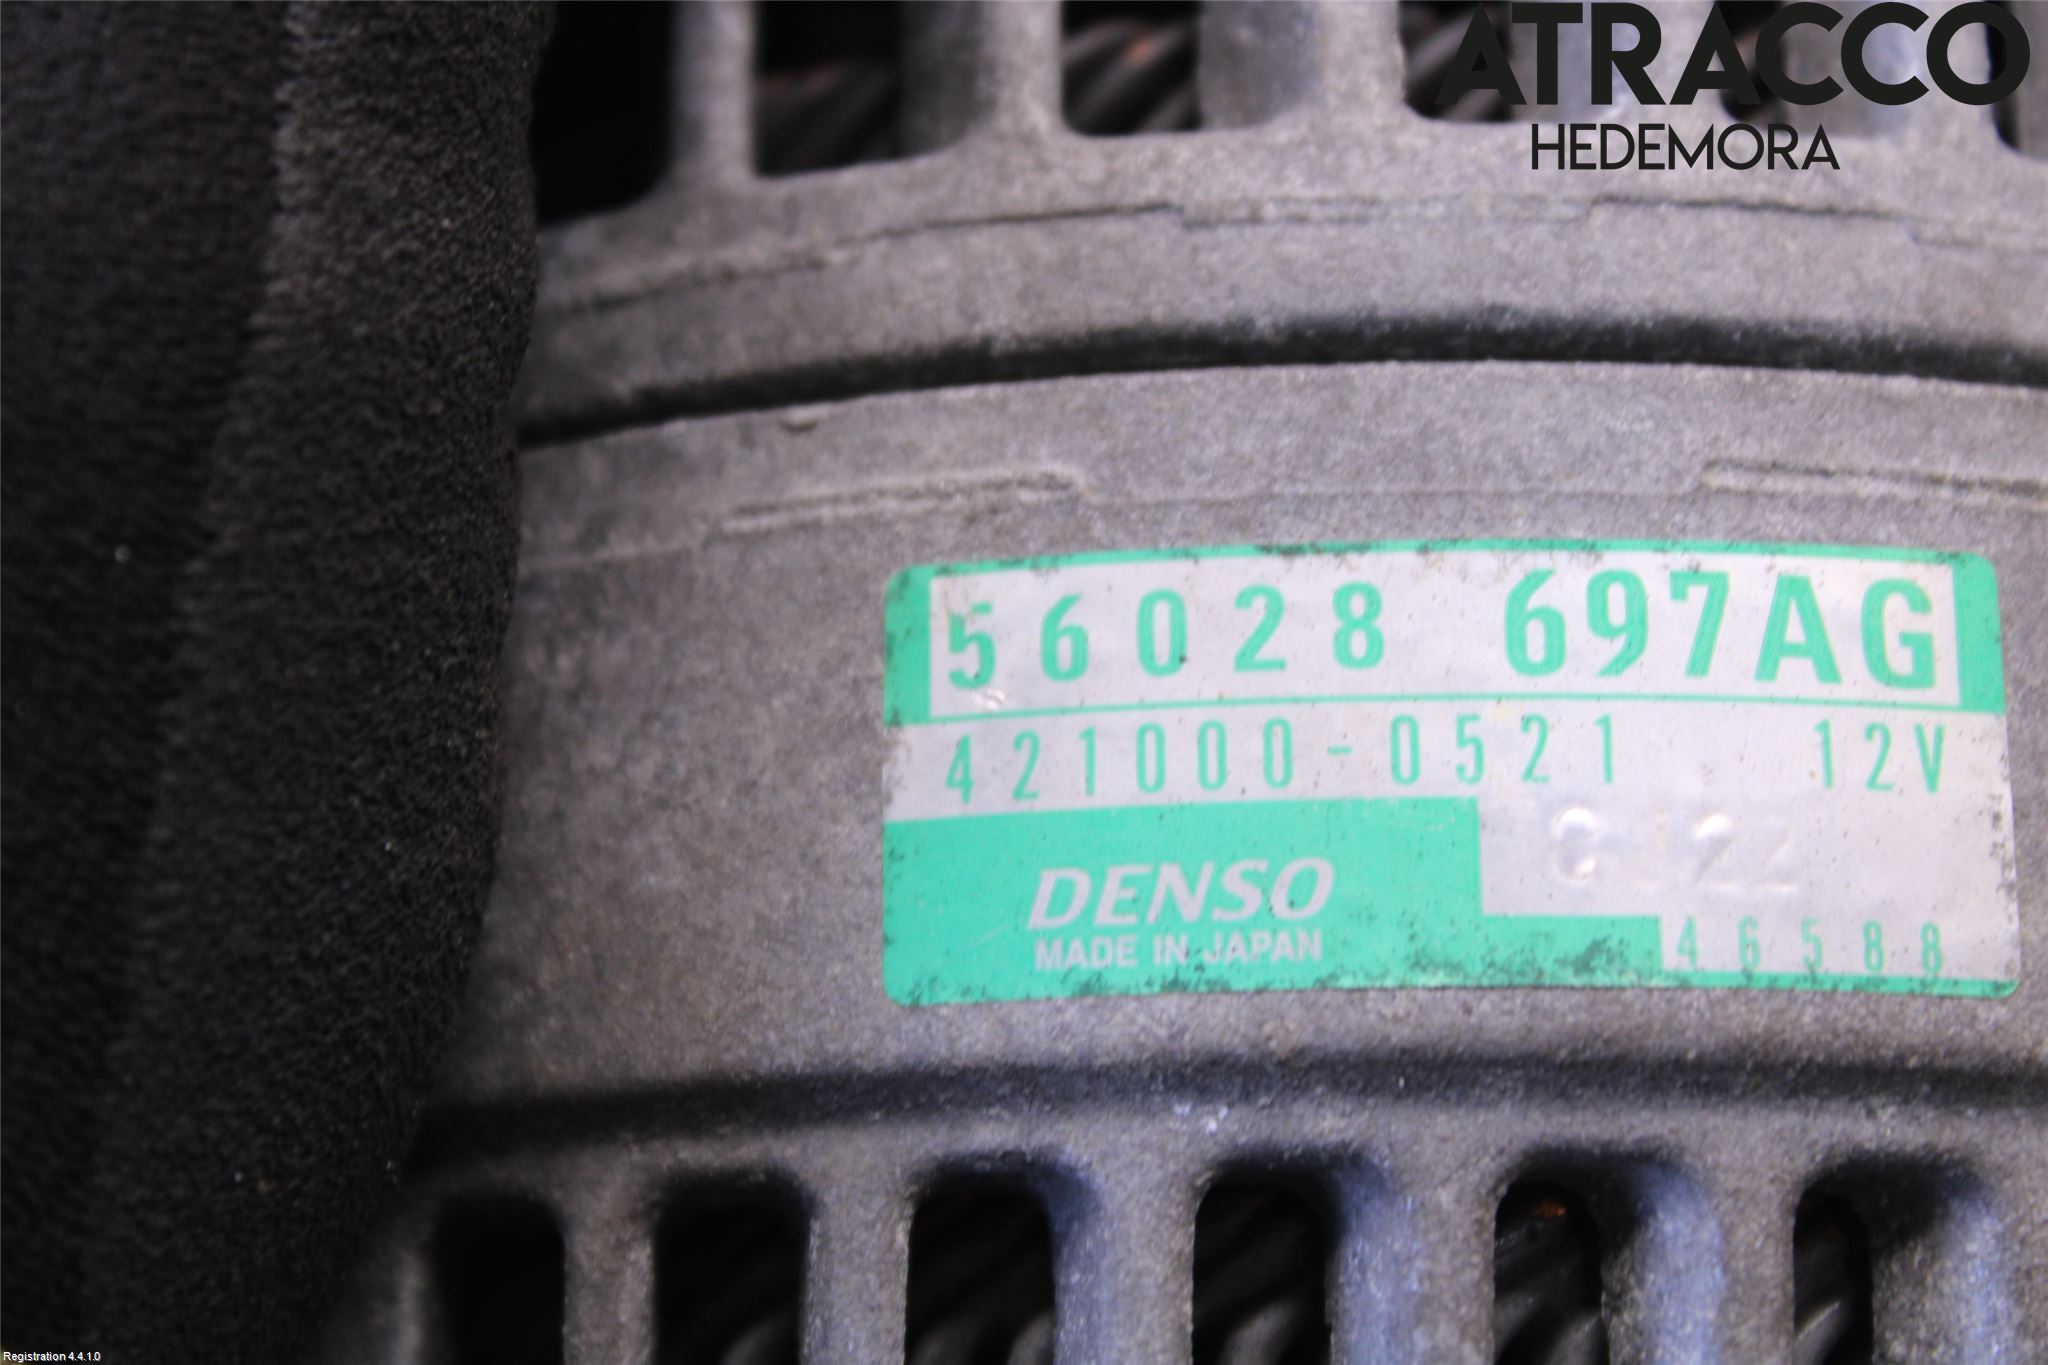 ATRACCO
HEDEMORA
56028 697AG
421000-0521 12V
DENSO
MADE IN JAPAN
46588
Registration 4.4.1.0